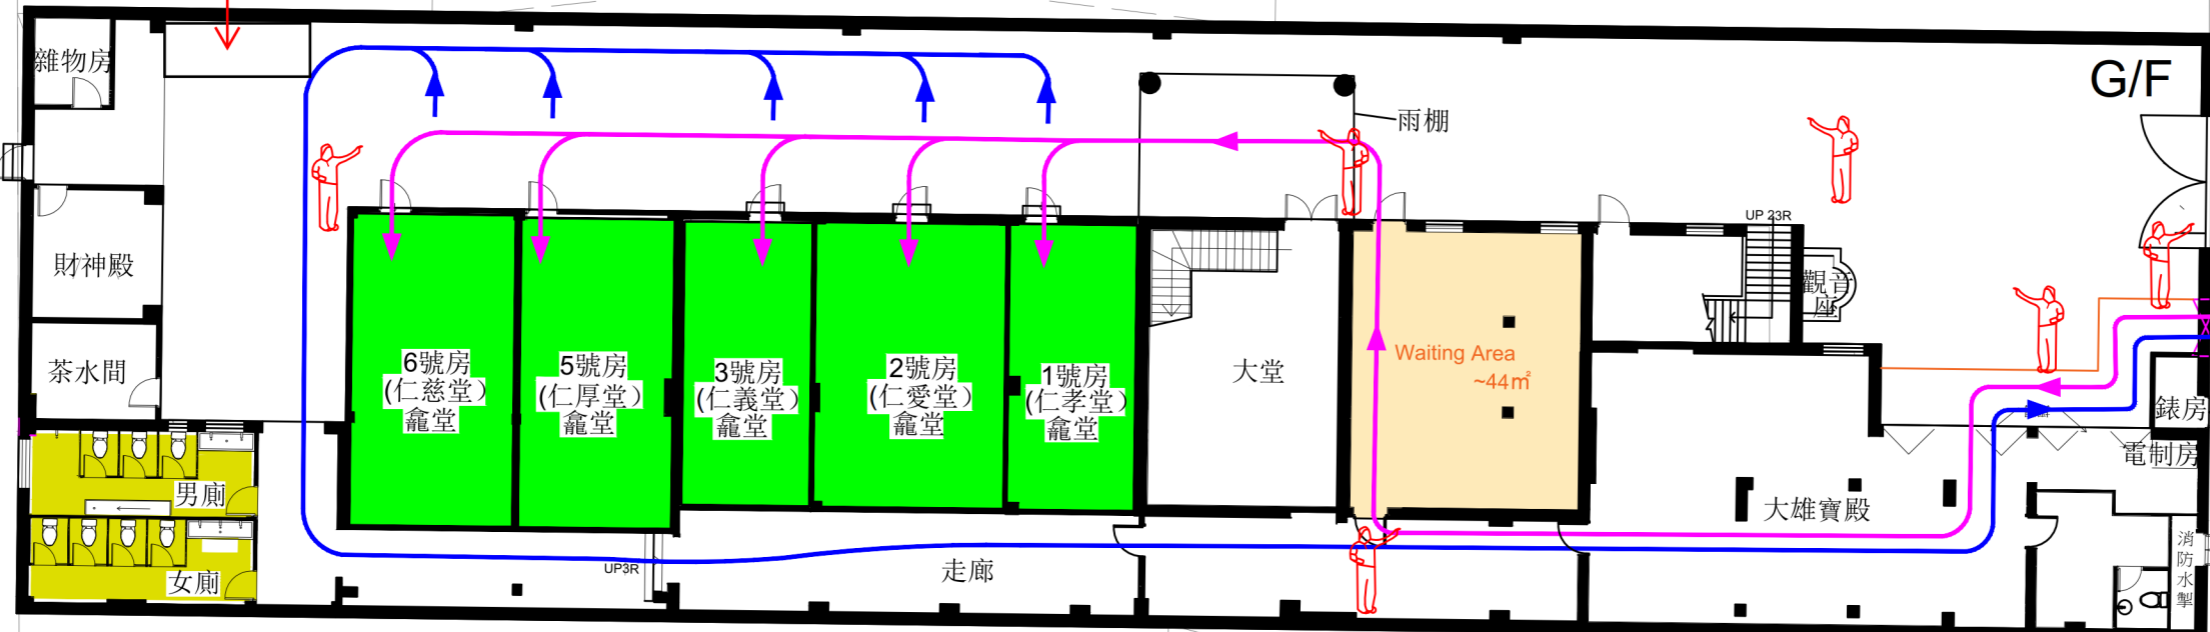 G/F
雜物房
雨棚
UP 23R
財神殿
觀音
座
茶水間
6號房
(仁慈堂)
龕堂
5號房
(仁厚堂)
龕堂
3號房
(仁義堂)
龕堂
2號房
(仁愛堂)
龕堂
1號房
(仁孝堂)
龕堂
大堂
Waiting Area
~44㎡
錶房
電制房
男廁
大雄寶殿
消
防
水
掣
女廁
UP3R
走廊